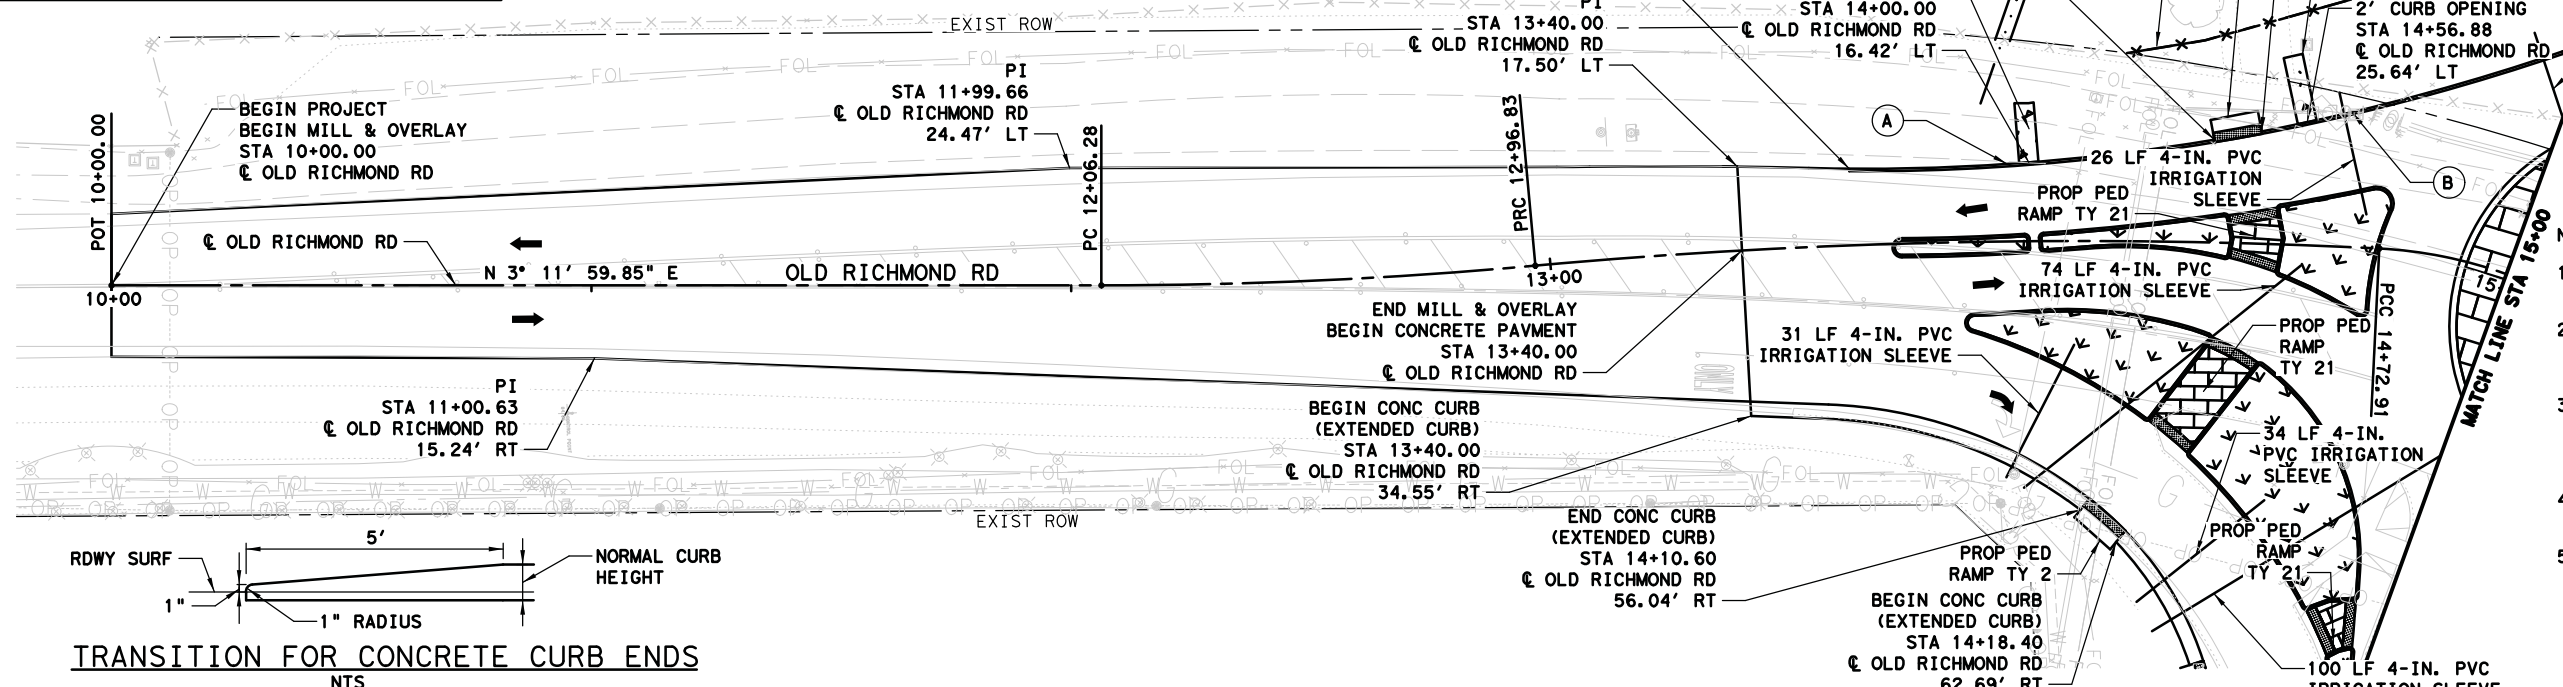 EXIST ROW
BEGIN PROJECT
BEGIN MILL & OVERLAY
STA 10+00.00
℄ OLD RICHMOND RD
POT 10+00.00
℄ OLD RICHMOND RD
10+00
N 3° 11' 59.85" E
OLD RICHMOND RD
PI
STA 11+99.66
℄ OLD RICHMOND RD
24.47' LT
PC 12+06.28
PI
STA 11+00.63
℄ OLD RICHMOND RD
15.24' RT
PI
STA 13+40.00
℄ OLD RICHMOND RD
17.50' LT
PRC 12+96.83
13+00
STA 14+00.00
℄ OLD RICHMOND RD
16.42' LT
2' CURB OPENING
STA 14+56.88
℄ OLD RICHMOND RD
25.64' LT
A
B
26 LF 4-IN. PVC
IRRIGATION
SLEEVE
PROP PED
RAMP TY 21
74 LF 4-IN. PVC
IRRIGATION SLEEVE
END MILL & OVERLAY
BEGIN CONCRETE PAVMENT
STA 13+40.00
℄ OLD RICHMOND RD
31 LF 4-IN. PVC
IRRIGATION SLEEVE
PROP PED
RAMP
TY 21
PCC 14+72.91
15
MATCH LINE STA 15+00
BEGIN CONC CURB
(EXTENDED CURB)
STA 13+40.00
℄ OLD RICHMOND RD
34.55' RT
34 LF 4-IN.
PVC IRRIGATION
SLEEVE
END CONC CURB
(EXTENDED CURB)
STA 14+10.60
℄ OLD RICHMOND RD
56.04' RT
PROP PED
RAMP TY 2
PROP PED
RAMP
TY 21
BEGIN CONC CURB
(EXTENDED CURB)
STA 14+18.40
℄ OLD RICHMOND RD
62.69' RT
100 LF 4-IN. PVC
IRRIGATION SLEEVE
EXIST ROW
FOL FOL FOL FOL FOL FOL FOL
RDWY SURF
5'
NORMAL CURB
HEIGHT
1"
1" RADIUS
TRANSITION FOR CONCRETE CURB ENDS
NTS